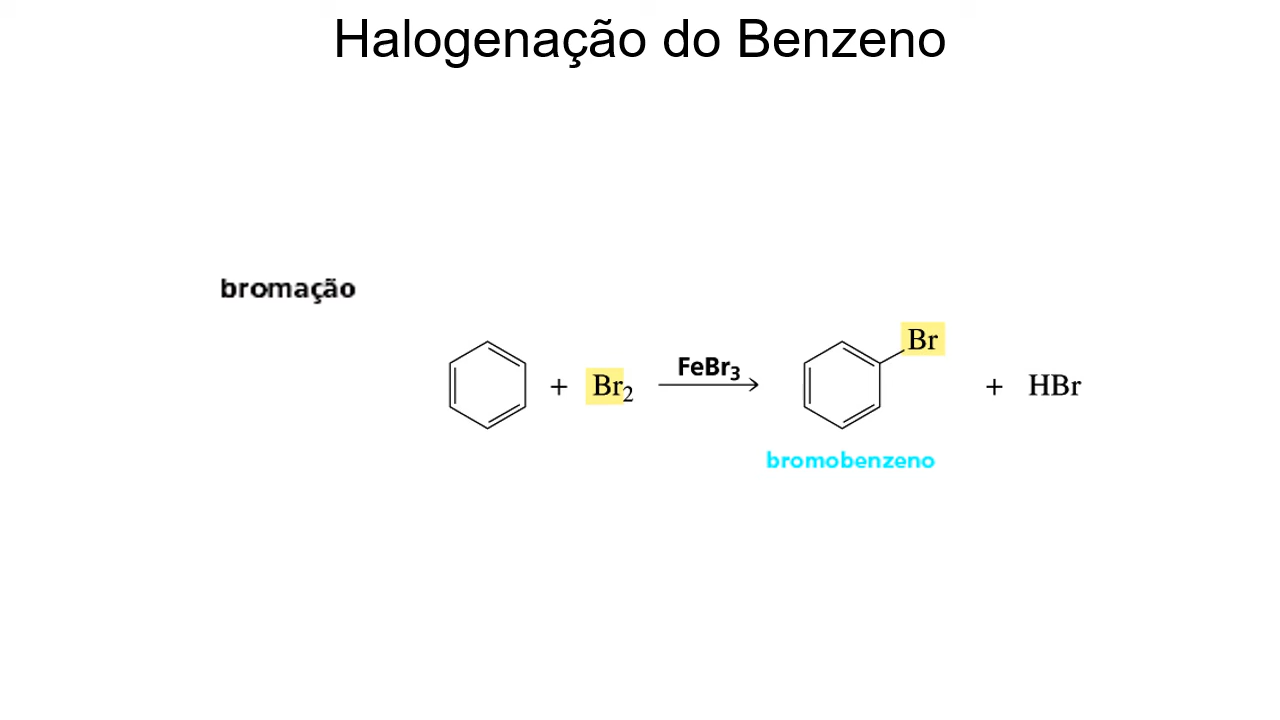 Halogenação do Benzeno
bromação
+ Br₂ FeBr₃ Br + HBr
bromobenzeno